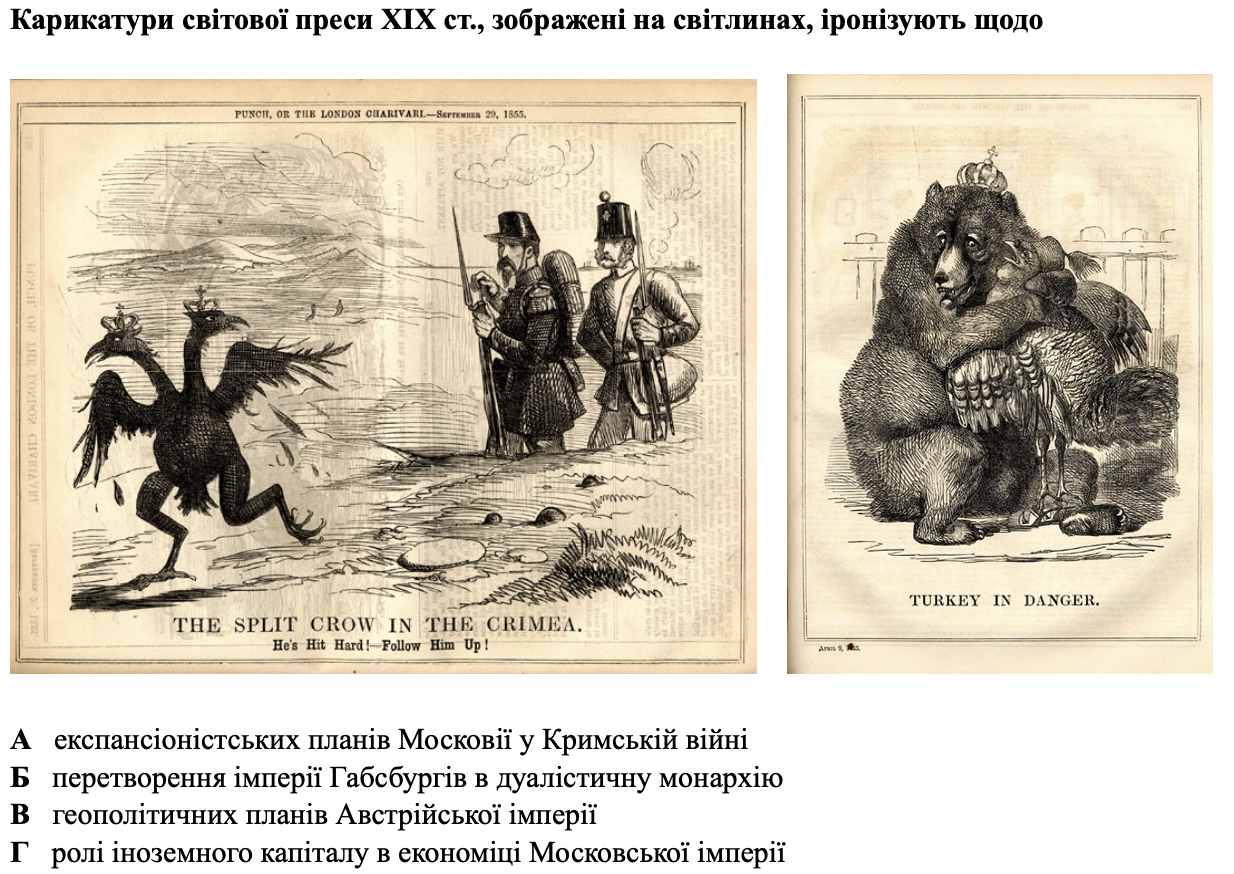 Карикатури світової преси ХІХ ст., зображені на світлинах, іронізують щодо
PUNCH, OR THE LONDON CHARIVARI.—September 29, 1855.
THE SPLIT CROW IN THE CRIMEA.
He's Hit Hard!—Follow Him Up!
TURKEY IN DANGER.
April 9,
А експансіоністських планів Московії у Кримській війні
Б перетворення імперії Габсбургів в дуалістичну монархію
В геополітичних планів Австрійської імперії
Г ролі іноземного капіталу в економіці Московської імперії